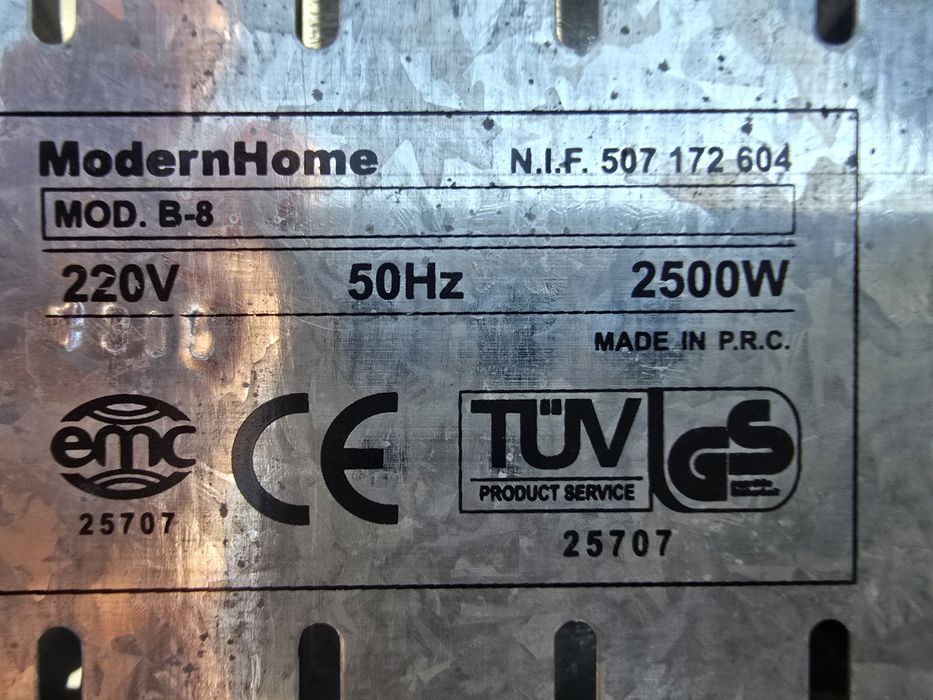 ModernHome N.I.F. 507 172 604
MOD. B-8
220V 50Hz 2500W
MADE IN P.R.C.
emc
25707
CE
TÜV
PRODUCT SERVICE
GS
25707